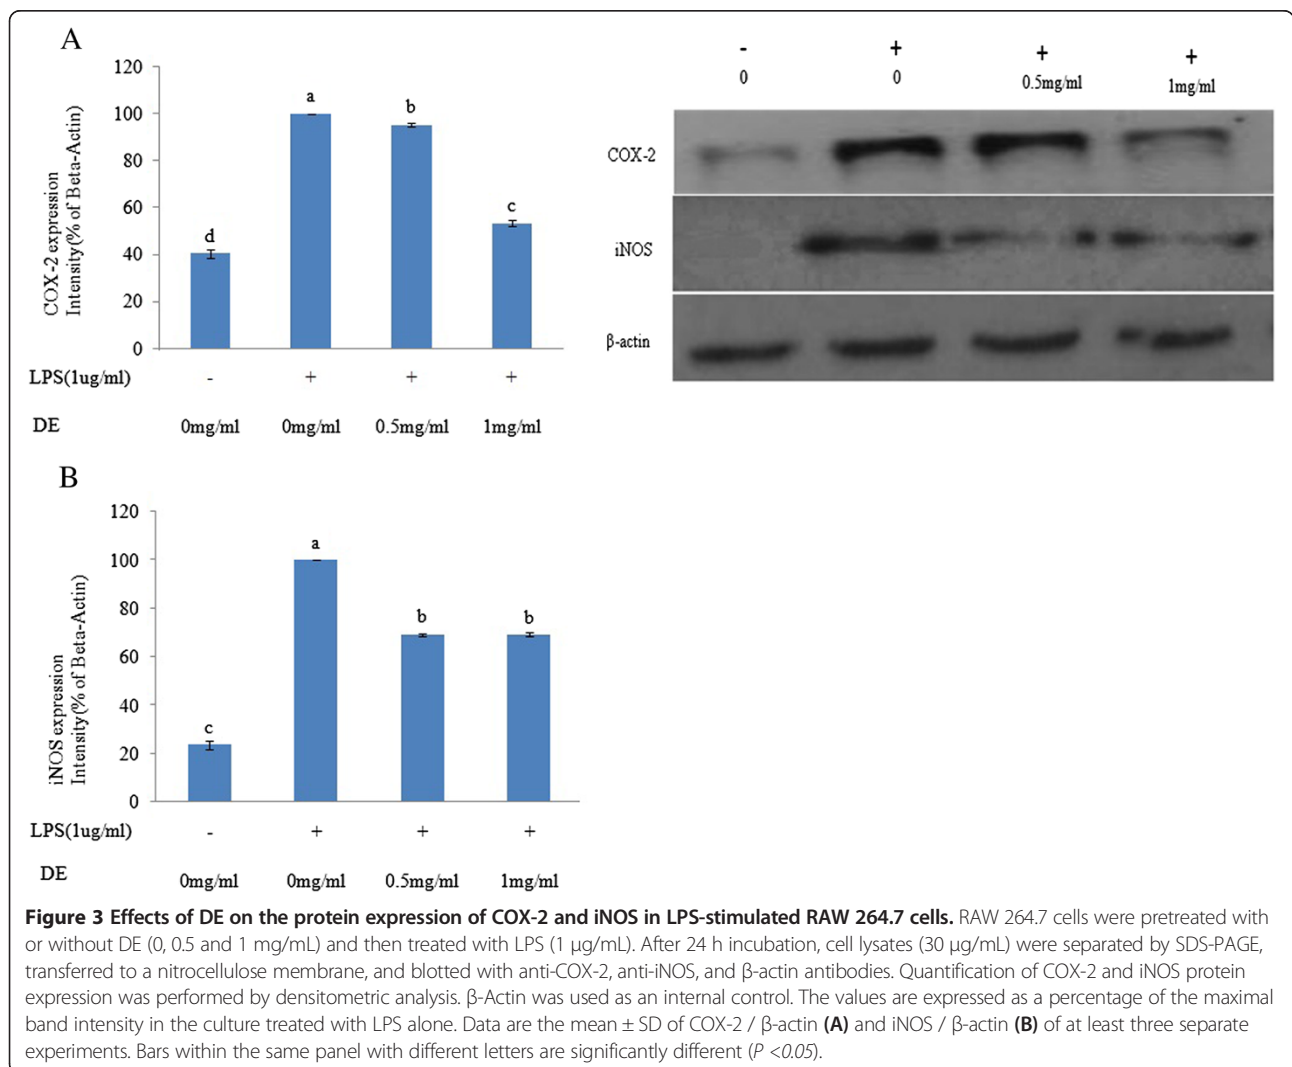 A
120
100
80
60
40
20
0
COX-2 expression
Intensity(% of Beta-Actin)
d
a
b
c
LPS(1ug/ml) - + + +
DE 0mg/ml 0mg/ml 0.5mg/ml 1mg/ml
- + + +
0 0 0.5mg/ml 1mg/ml
COX-2
iNOS
β-actin
B
120
100
80
60
40
20
0
iNOS expression
Intensity(% of Beta-Actin)
c
a
b
b
LPS(1ug/ml) - + + +
DE 0mg/ml 0mg/ml 0.5mg/ml 1mg/ml
Figure 3 Effects of DE on the protein expression of COX-2 and iNOS in LPS-stimulated RAW 264.7 cells. RAW 264.7 cells were pretreated with
or without DE (0, 0.5 and 1 mg/mL) and then treated with LPS (1 μg/mL). After 24 h incubation, cell lysates (30 μg/mL) were separated by SDS-PAGE,
transferred to a nitrocellulose membrane, and blotted with anti-COX-2, anti-iNOS, and β-actin antibodies. Quantification of COX-2 and iNOS protein
expression was performed by densitometric analysis. β-Actin was used as an internal control. The values are expressed as a percentage of the maximal
band intensity in the culture treated with LPS alone. Data are the mean ± SD of COX-2 / β-actin (A) and iNOS / β-actin (B) of at least three separate
experiments. Bars within the same panel with different letters are significantly different (P <0.05).